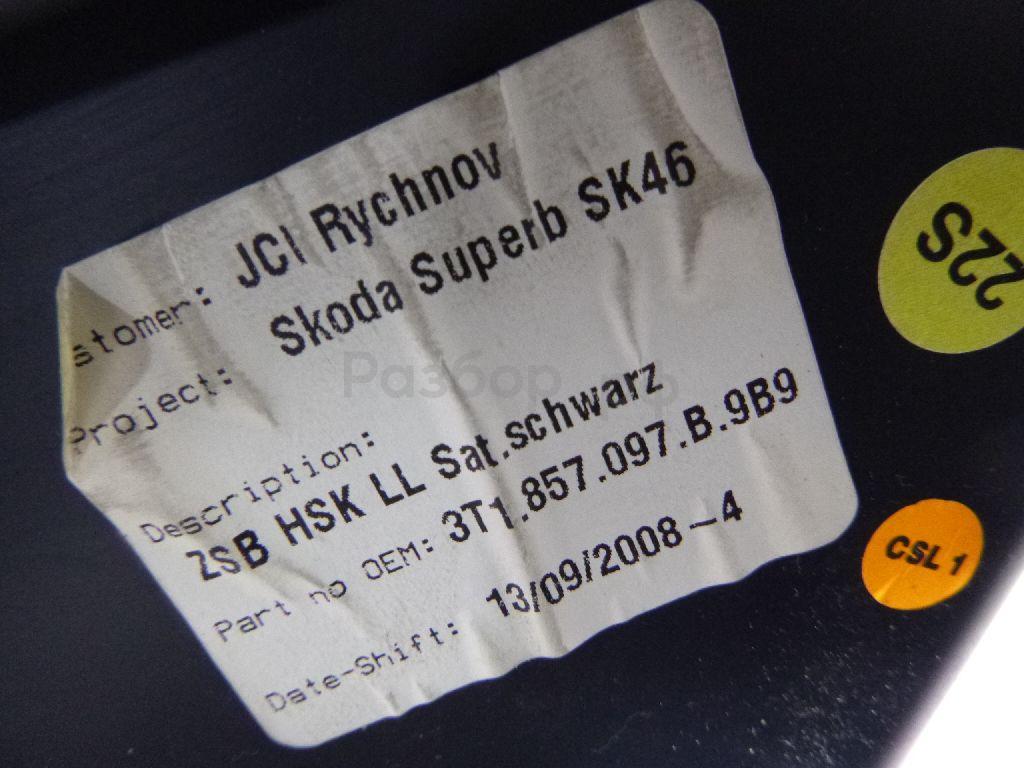 stomer: JCI Rychnov
Project: Skoda Superb SK46
Description:
ZSB HSK LL Sat.schwarz
Part no OEM: 3T1.857.097.B.9B9
Date-Shift: 13/09/2008-4
22S
CSL 1